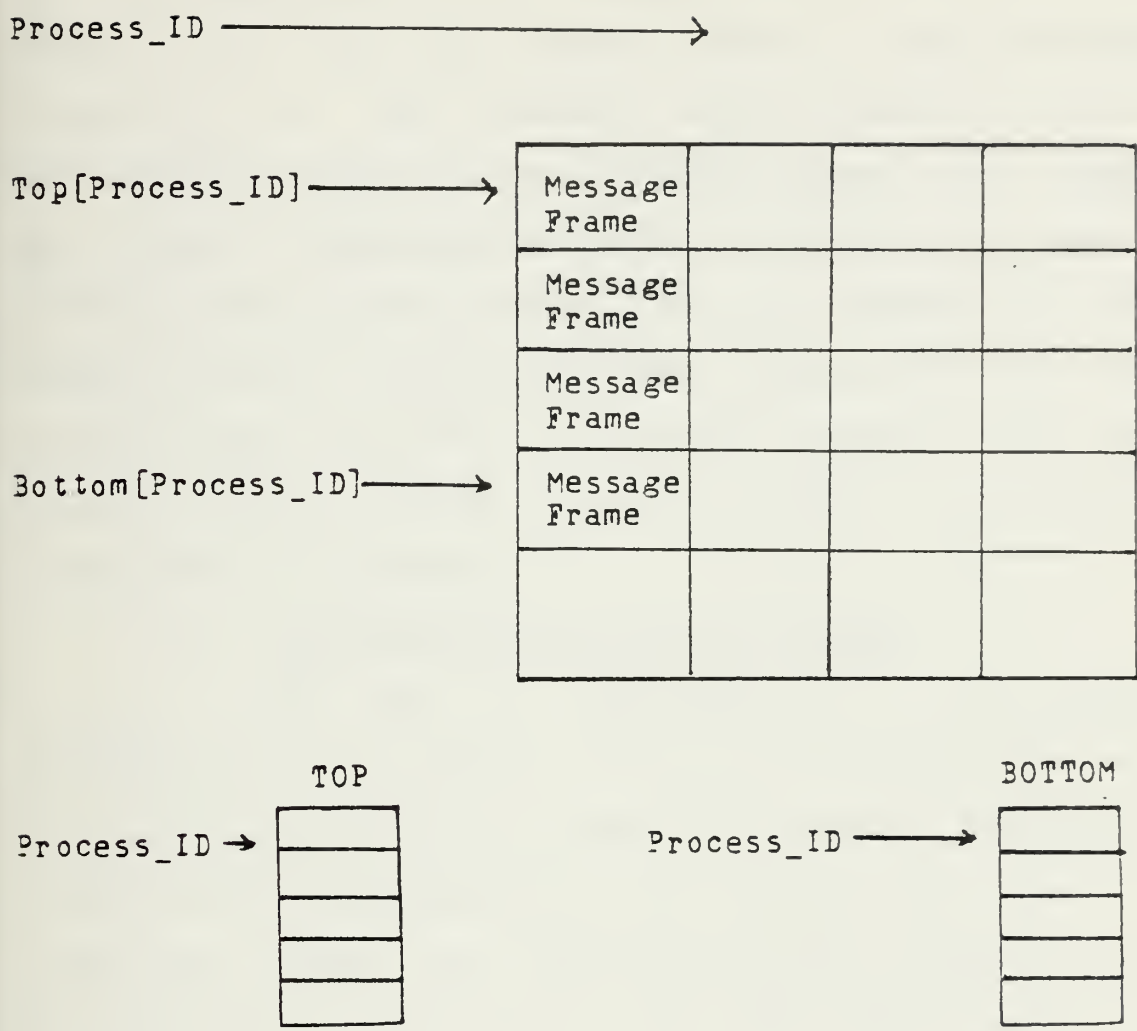 Process_ID
Top[Process_ID]
Message
Frame
Message
Frame
Message
Frame
Bottom[Process_ID]
Message
Frame
TOP
BOTTOM
Process_ID
Process_ID